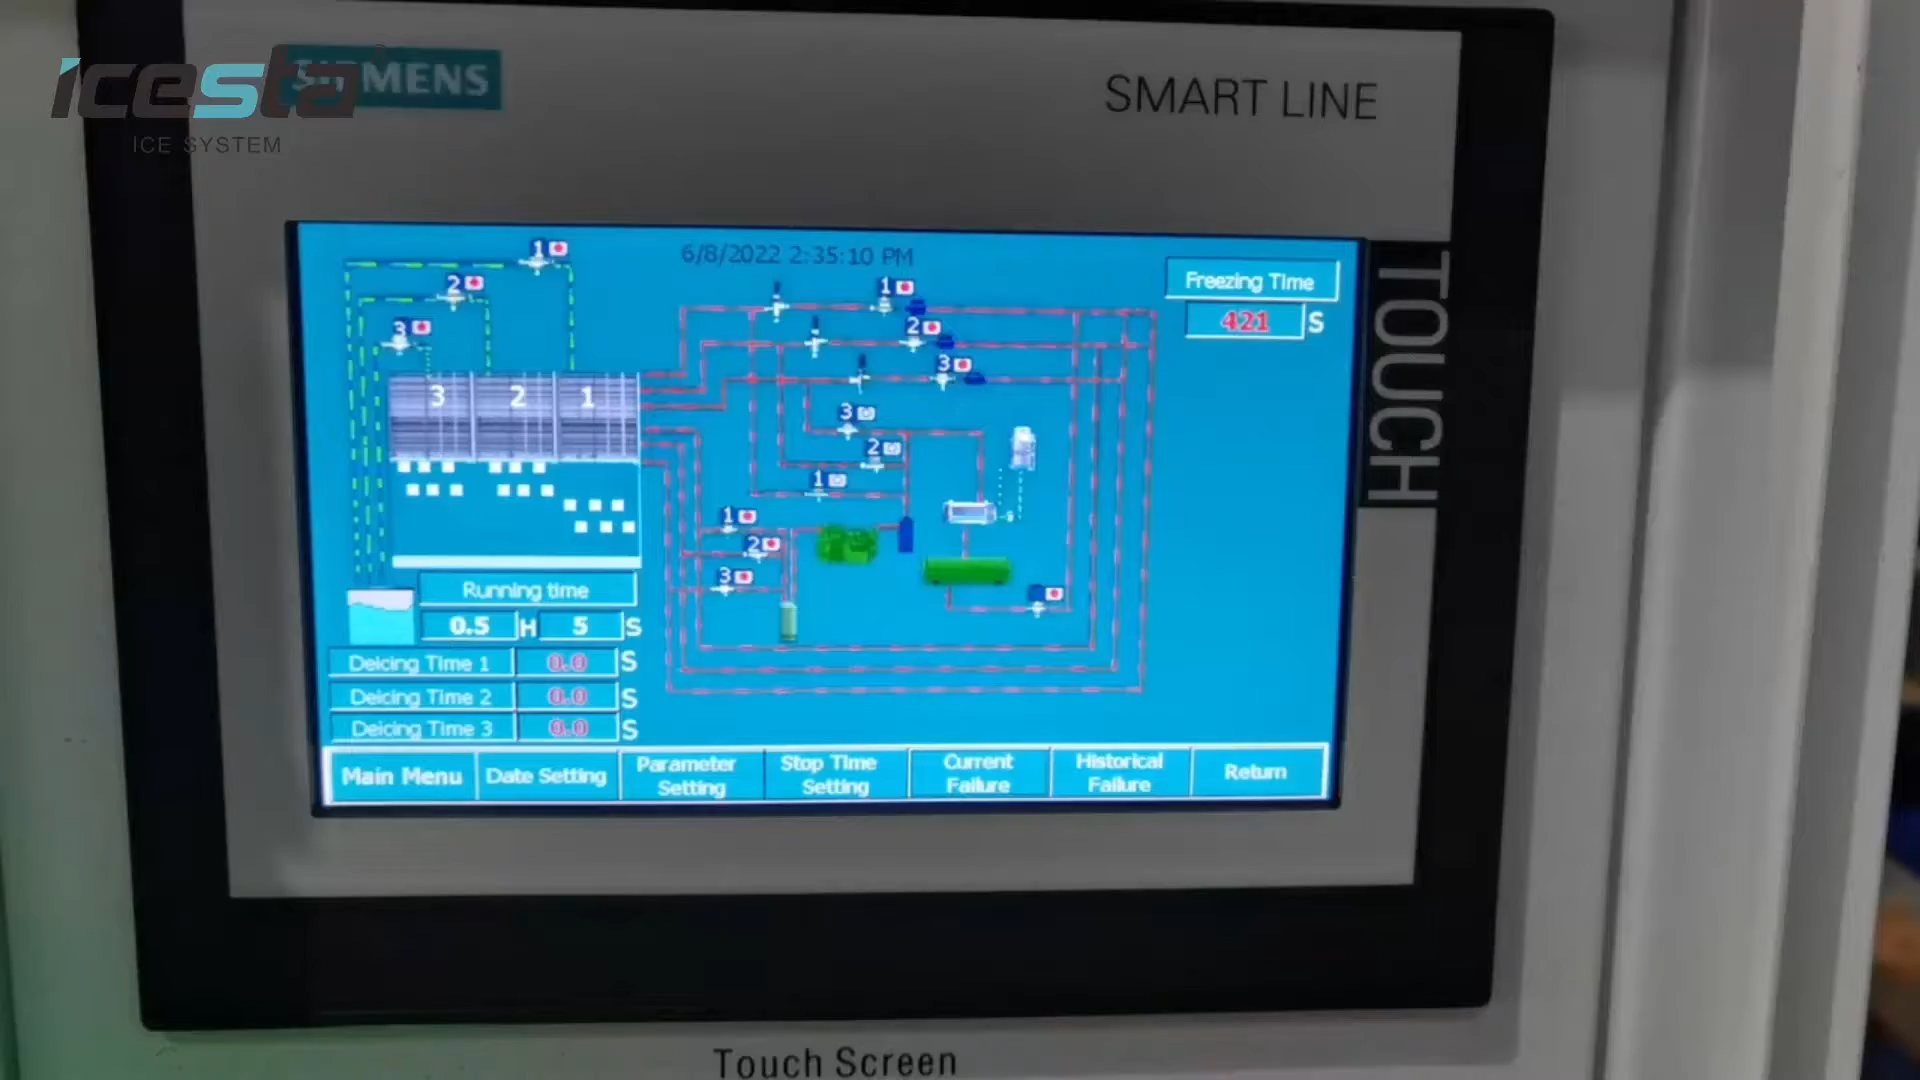 icesta
ICE SYSTEM
SIEMENS
SMART LINE
TOUCH
6/8/2022 2:35:10 PM
Freezing Time
421 S
1
2
3
3 2 1
1
2
3
3
2
1
1
2
3
Running time
0.5 H 5 S
Deicing Time 1 0.0 S
Deicing Time 2 0.0 S
Deicing Time 3 0.0 S
Main Menu
Date Setting
Parameter
Setting
Stop Time
Setting
Current
Failure
Historical
Failure
Return
Touch Screen